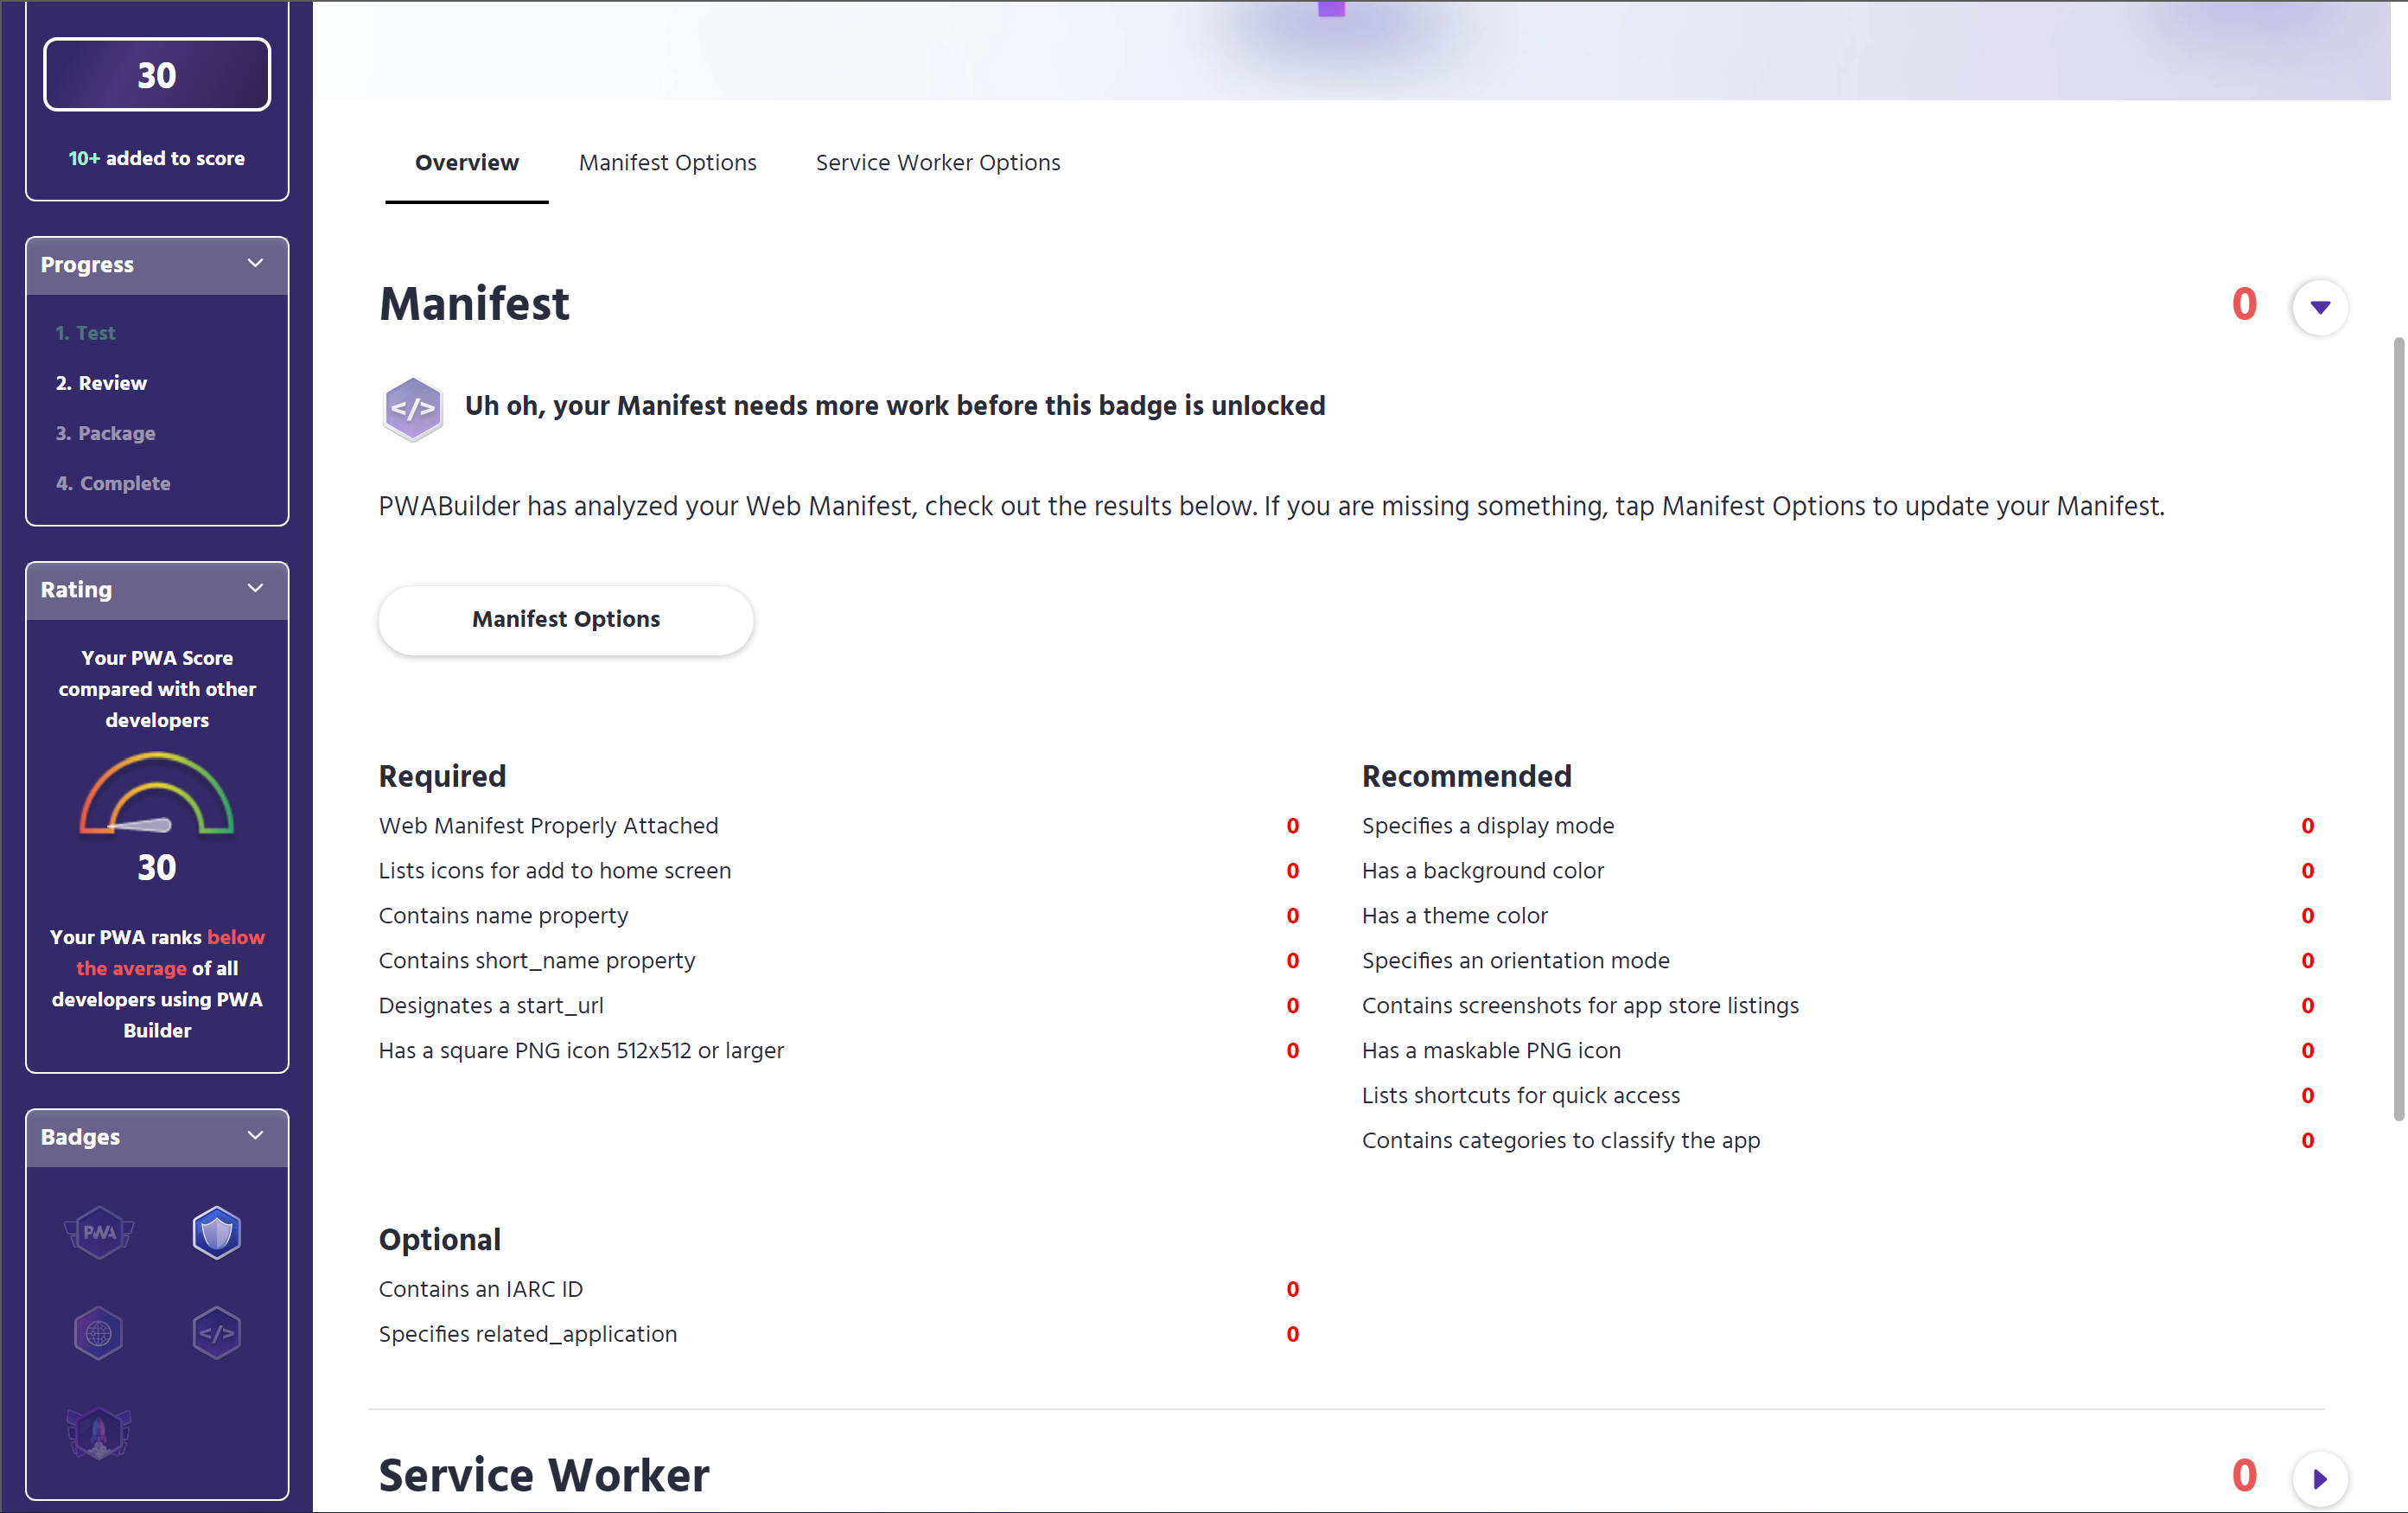 30
10+ added to score
Progress
1. Test
2. Review
3. Package
4. Complete
Rating
Your PWA Score
compared with other
developers
30
Your PWA ranks below
the average of all
developers using PWA
Builder
Badges
PWA
</>
Overview
Manifest Options
Service Worker Options
Manifest
0
</>
Uh oh, your Manifest needs more work before this badge is unlocked
PWABuilder has analyzed your Web Manifest, check out the results below. If you are missing something, tap Manifest Options to update your Manifest.
Manifest Options
Required
Web Manifest Properly Attached 0
Lists icons for add to home screen 0
Contains name property 0
Contains short_name property 0
Designates a start_url 0
Has a square PNG icon 512x512 or larger 0
Recommended
Specifies a display mode 0
Has a background color 0
Has a theme color 0
Specifies an orientation mode 0
Contains screenshots for app store listings 0
Has a maskable PNG icon 0
Lists shortcuts for quick access 0
Contains categories to classify the app 0
Optional
Contains an IARC ID 0
Specifies related_application 0
Service Worker
0